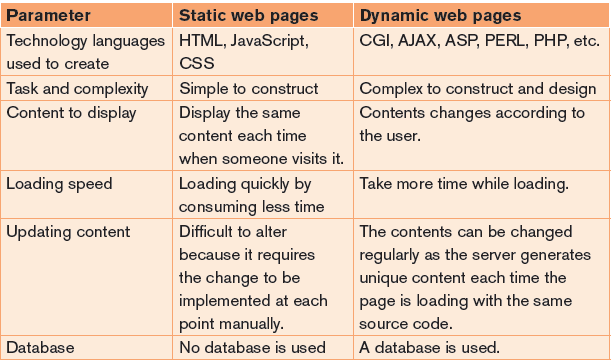 Parameter
Static web pages
Dynamic web pages
Technology languages
used to create
HTML, JavaScript,
CSS
CGI, AJAX, ASP, PERL, PHP, etc.
Task and complexity
Simple to construct
Complex to construct and design
Content to display
Display the same
content each time
when someone visits it.
Contents changes according to
the user.
Loading speed
Loading quickly by
consuming less time
Take more time while loading.
Updating content
Difficult to alter
because it requires
the change to be
implemented at each
point manually.
The contents can be changed
regularly as the server generates
unique content each time the
page is loading with the same
source code.
Database
No database is used
A database is used.